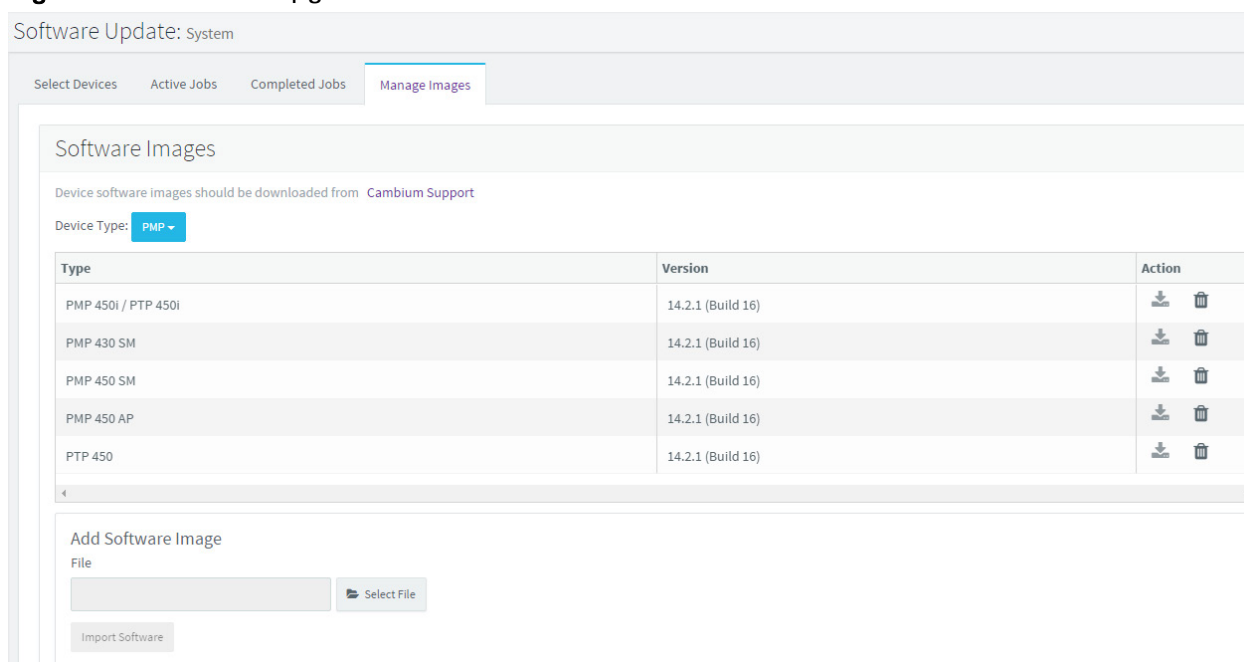 Software Update: System
Select Devices Active Jobs Completed Jobs Manage Images
Software Images
Device software images should be downloaded from Cambium Support
Device Type: PMP
Type Version Action
PMP 450i / PTP 450i 14.2.1 (Build 16)
PMP 430 SM 14.2.1 (Build 16)
PMP 450 SM 14.2.1 (Build 16)
PMP 450 AP 14.2.1 (Build 16)
PTP 450 14.2.1 (Build 16)
Add Software Image
File
Select File
Import Software